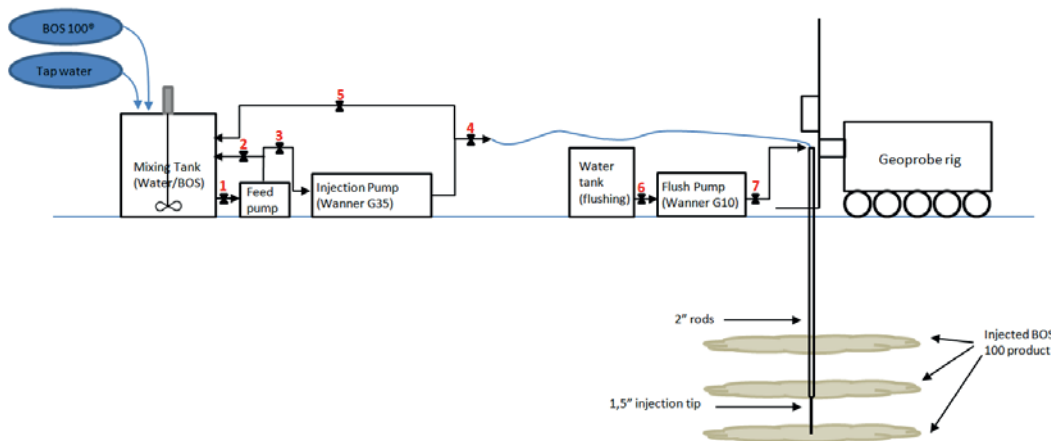 BOS 100®
Tap water
5
4
2
3
Mixing Tank
(Water/BOS)
1
Feed
pump
Injection Pump
(Wanner G35)
Water
tank
(flushing)
6
Flush Pump
(Wanner G10)
7
Geoprobe rig
2" rods
Injected BOS
100 product
1,5" injection tip